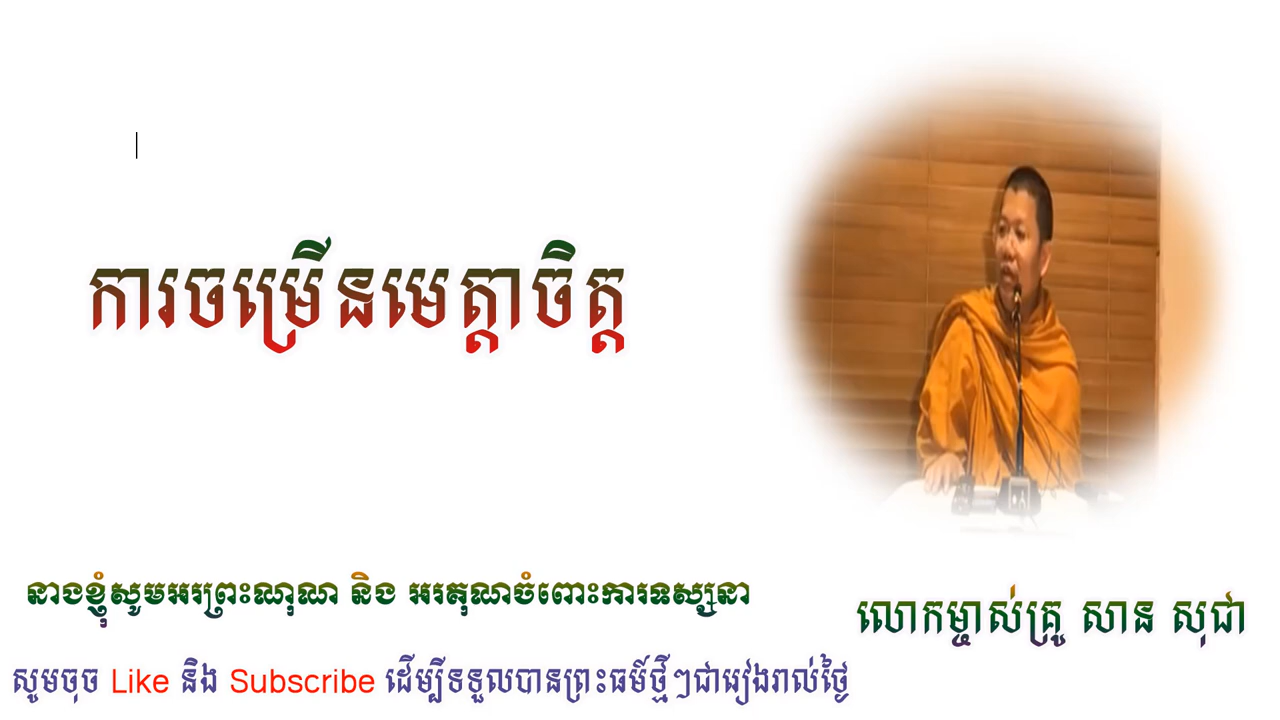 ការចម្រើនមេត្តាចិត្ត
នាងខ្ញុំសូមអរព្រះណុណ និង អរគុណចំពោះការទស្សនា
លោកម្ចាស់គ្រូ សាន សុជា
សូមចុច Like និង Subscribe ដើម្បីទទួលបានព្រះធម៌ថ្មីៗជារៀងរាល់ថ្ងៃ